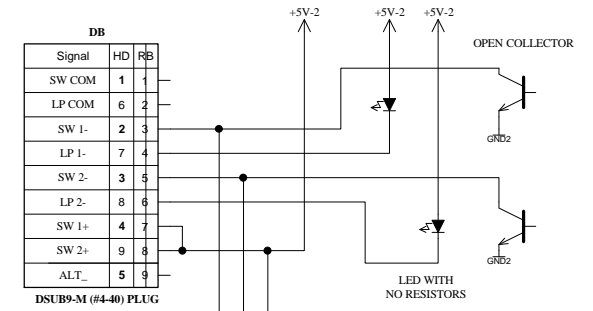 +5V-2
+5V-2 +5V-2
DB
OPEN COLLECTOR
Signal HD RB
SW COM 1 1
LP COM 6 2
SW 1- 2 3
GND2
LP 1- 7 4
SW 2- 3 5
LP 2- 8 6
SW 1+ 4 7
SW 2+ 9 8
GND2
ALT_ 5 9
LED WITH
NO RESISTORS
DSUB9-M (#4-40) PLUG